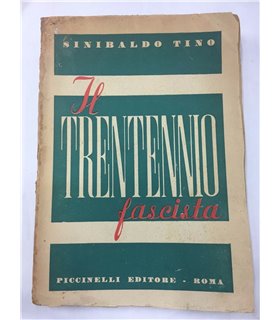 SINIBALDO TINO
Il
TRENTENNIO
fascista
PICCINELLI EDITORE - ROMA